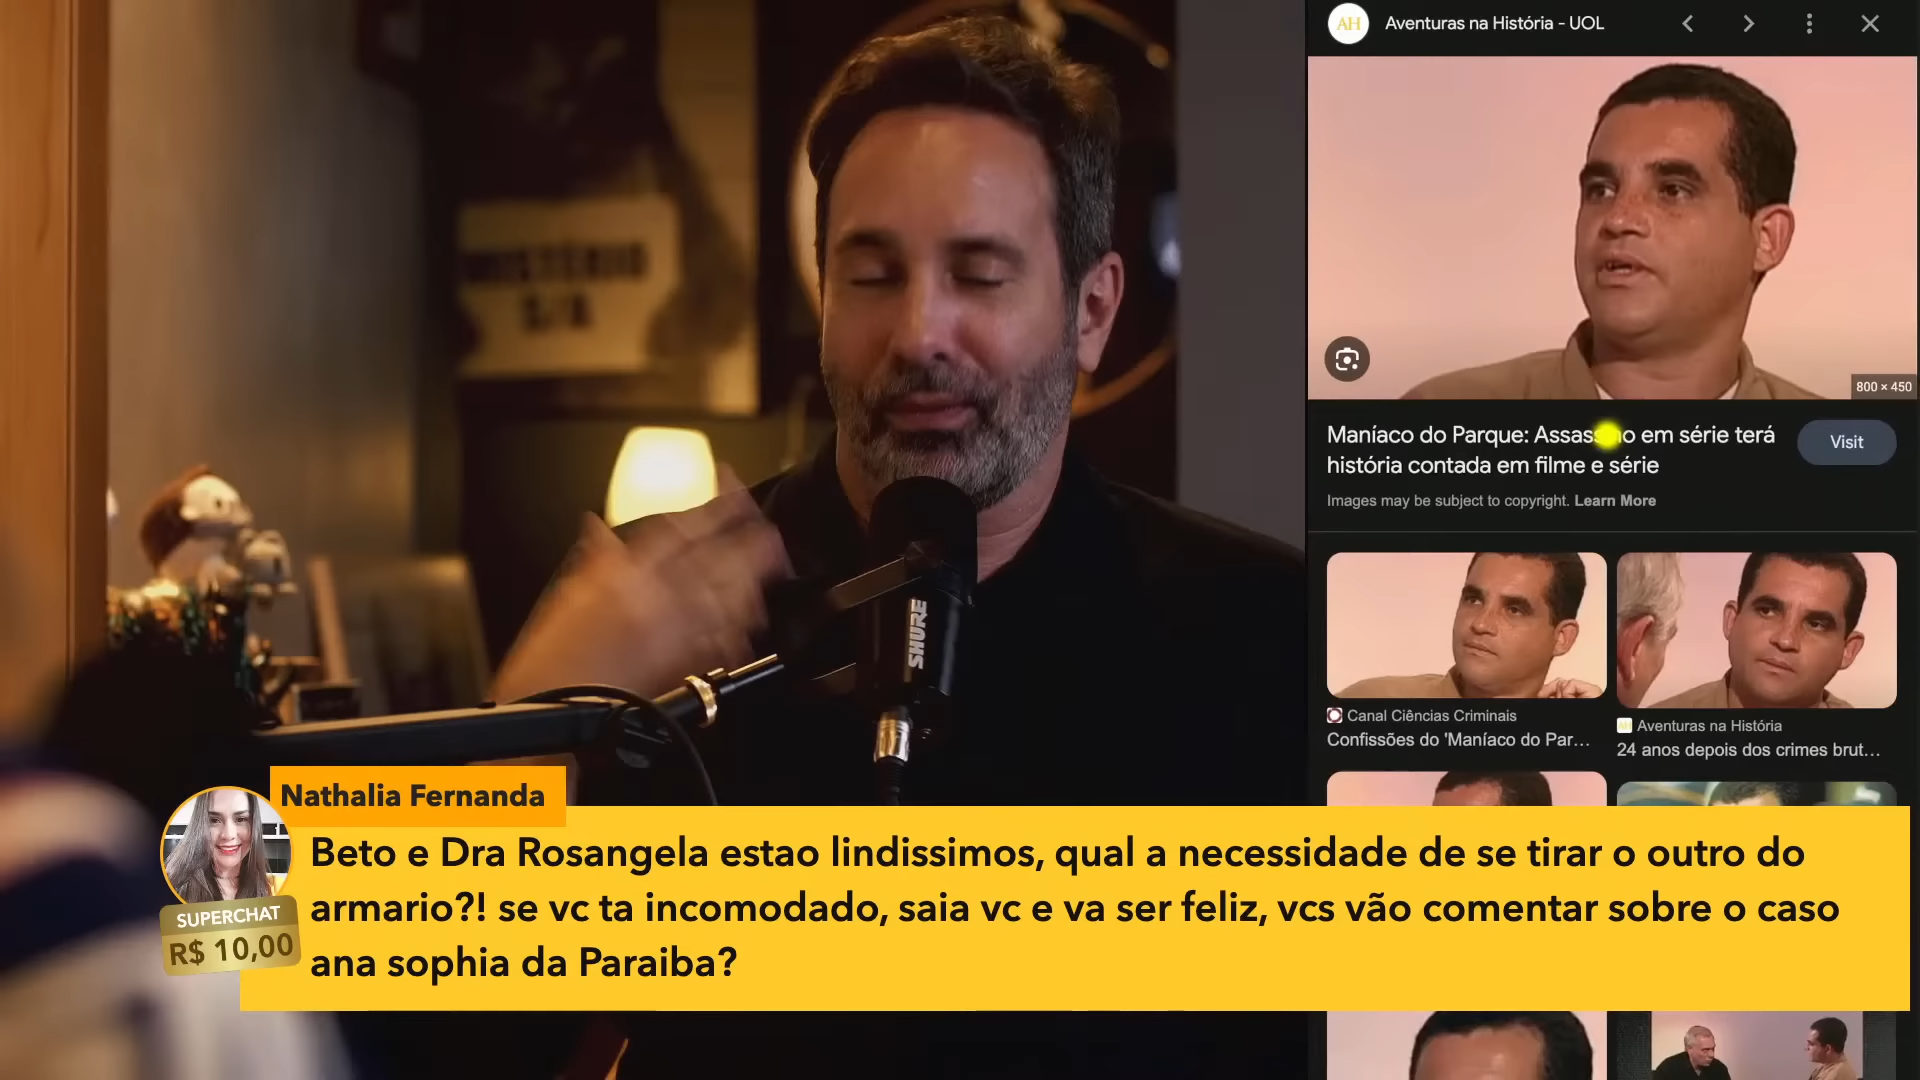 AH Aventuras na História - UOL
MISTÉRIO
S/A
800 × 450
Maníaco do Parque: Assassino em série terá
história contada em filme e série
Visit
Images may be subject to copyright. Learn More
SHURE
Canal Ciências Criminais
Confissões do 'Maníaco do Par...
AH Aventuras na História
24 anos depois dos crimes brut...
Nathalia Fernanda
Beto e Dra Rosangela estao lindissimos, qual a necessidade de se tirar o outro do
armario?! se vc ta incomodado, saia vc e va ser feliz, vcs vão comentar sobre o caso
ana sophia da Paraiba?
SUPERCHAT
R$ 10,00